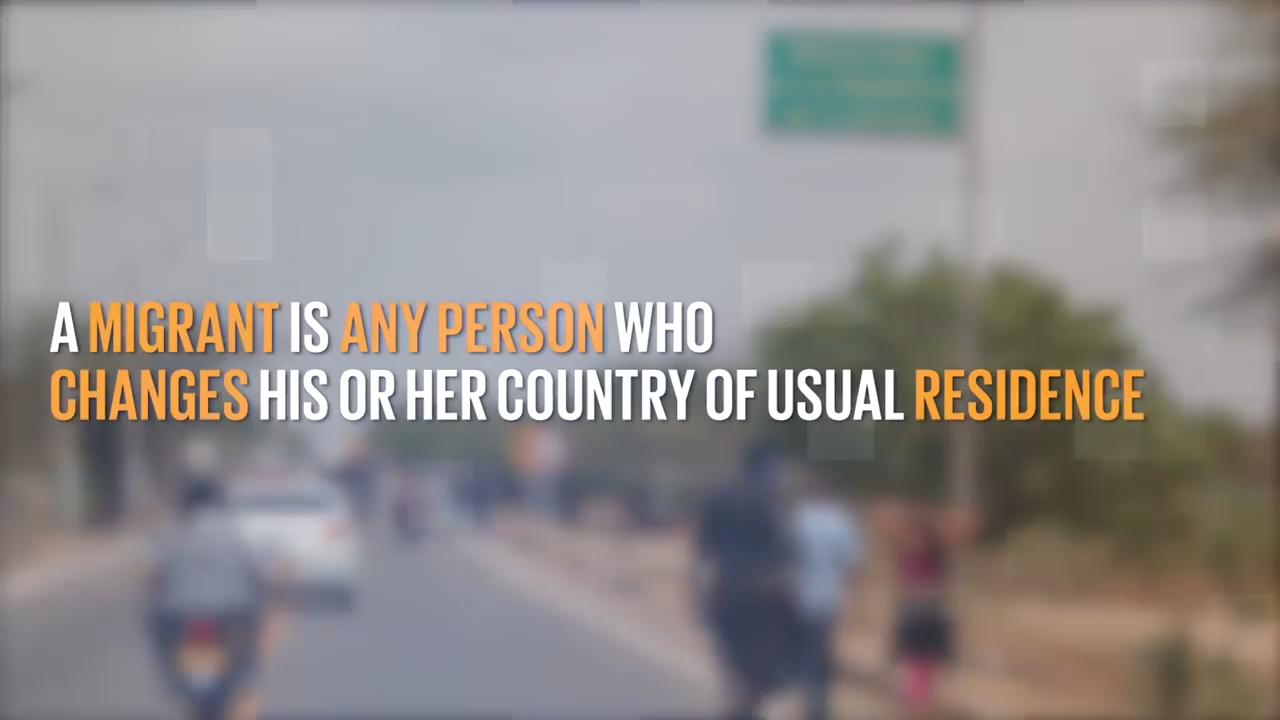 A MIGRANT IS ANY PERSON WHO
CHANGES HIS OR HER COUNTRY OF USUAL RESIDENCE